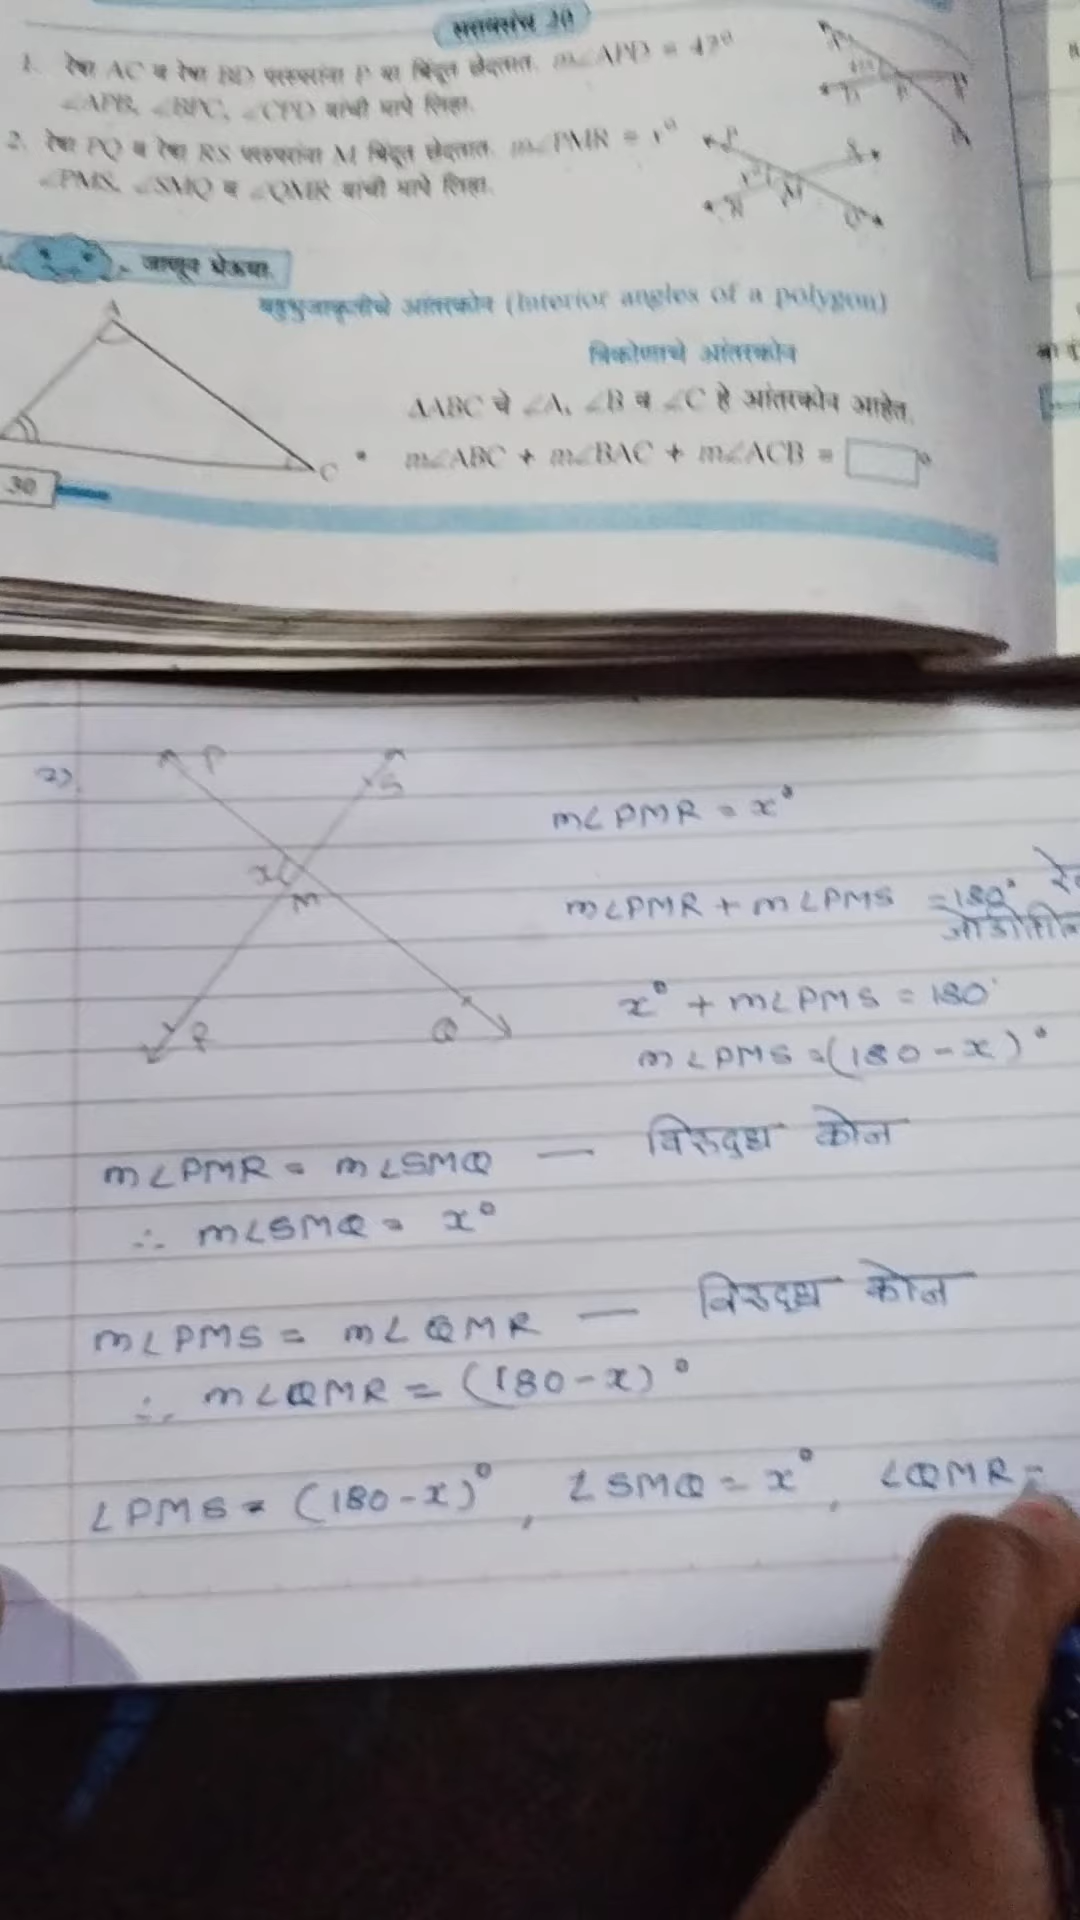 सरावसंच 20
1. रेषा AC व रेषा BD परस्परांना P या बिंदूत छेदतात. m∠APD = 47°
∠APB, ∠BPC, ∠CPD यांची मापे लिहा.
2. रेषा PQ व रेषा RS परस्परांना M बिंदूत छेदतात. m∠PMR = x°
∠PMS, ∠SMQ व ∠QMR यांची मापे लिहा.
जाणून घेऊया.
बहुभुजाकृतीचे आंतरकोन (Interior angles of a polygon)
त्रिकोणाचे आंतरकोन
ΔABC चे ∠A, ∠B व ∠C हे आंतरकोन आहेत.
m∠ABC + m∠BAC + m∠ACB = °
A
C
30
2)
P
S
x
M
R
Q
m∠PMR = x°
m∠PMR + m∠PMS = 180°
x° + m∠PMS = 180°
m∠PMS = (180 - x)°
m∠PMR = m∠SMQ — विरुद्ध कोन
∴ m∠SMQ = x°
m∠PMS = m∠QMR — विरुद्ध कोन
∴ m∠QMR = (180 - x)°
∠PMS = (180 - x)°, ∠SMQ = x°, ∠QMR =